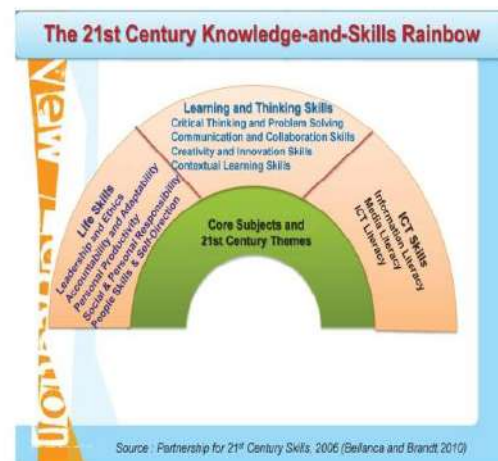 The 21st Century Knowledge-and-Skills Rainbow
Learning and Thinking Skills
Critical Thinking and Problem Solving
Communication and Collaboration Skills
Creativity and Innovation Skills
Contextual Learning Skills
Life Skills
Leadership and Ethics
Accountability and Adaptability
Personal Productivity
Social & Personal Responsibility
People Skills & Self-Direction
Core Subjects and
21st Century Themes
ICT Skills
Information Literacy
Media Literacy
ICT Literacy
Source : Partnership for 21st Century Skills, 2006 (Bellanca and Brandt, 2010)